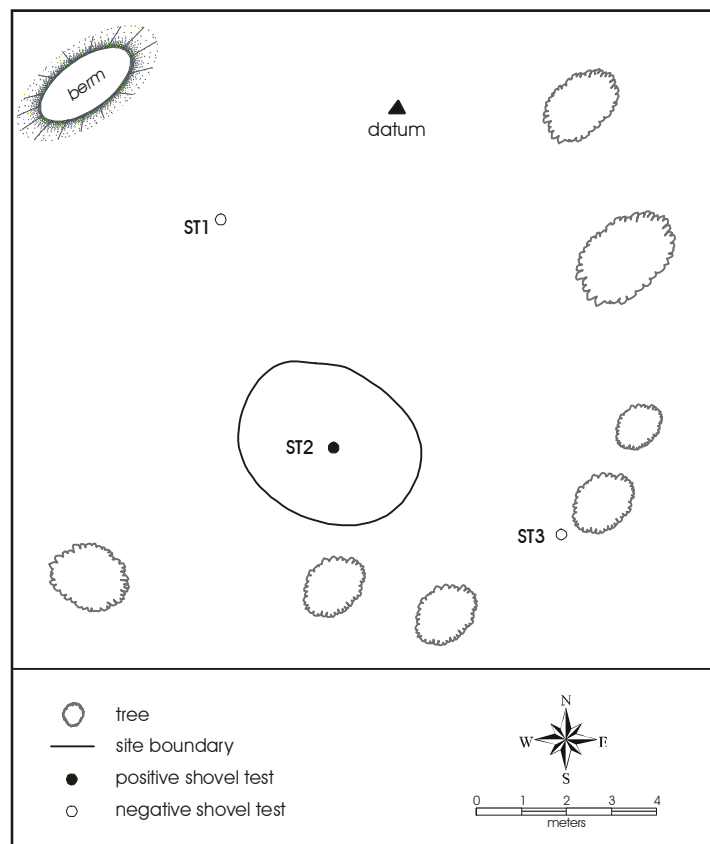 berm
datum
ST1
ST2
ST3
tree
site boundary
positive shovel test
negative shovel test
N
W E
S
0 1 2 3 4
meters